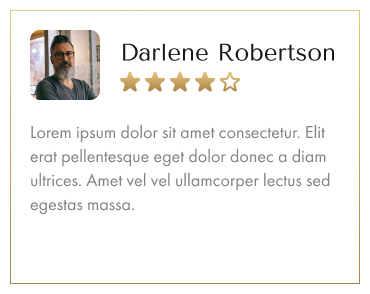 Darlene Robertson
Lorem ipsum dolor sit amet consectetur. Elit
erat pellentesque eget dolor donec a diam
ultrices. Amet vel vel ullamcorper lectus sed
egestas massa.